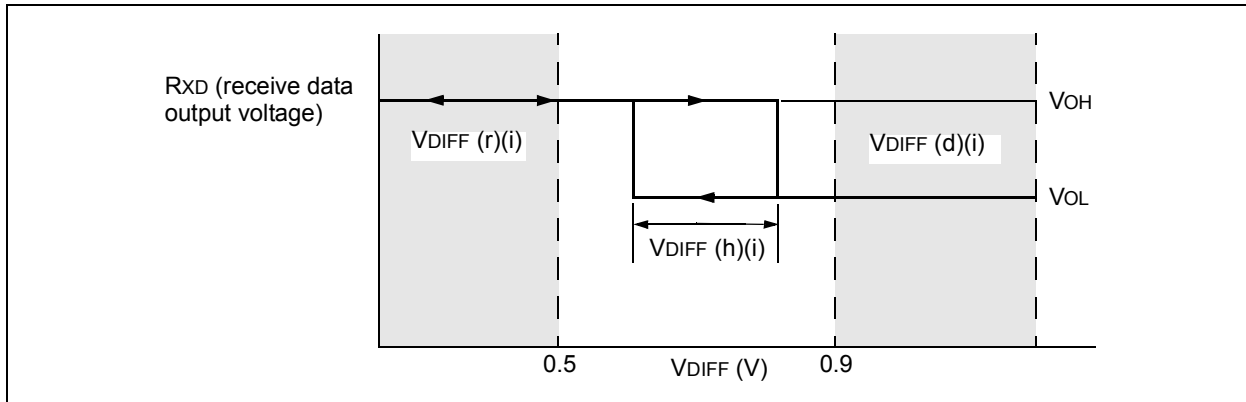 RXD (receive data
output voltage)
VOH
VDIFF (r)(i)
VDIFF (d)(i)
VOL
VDIFF (h)(i)
0.5
VDIFF (V)
0.9